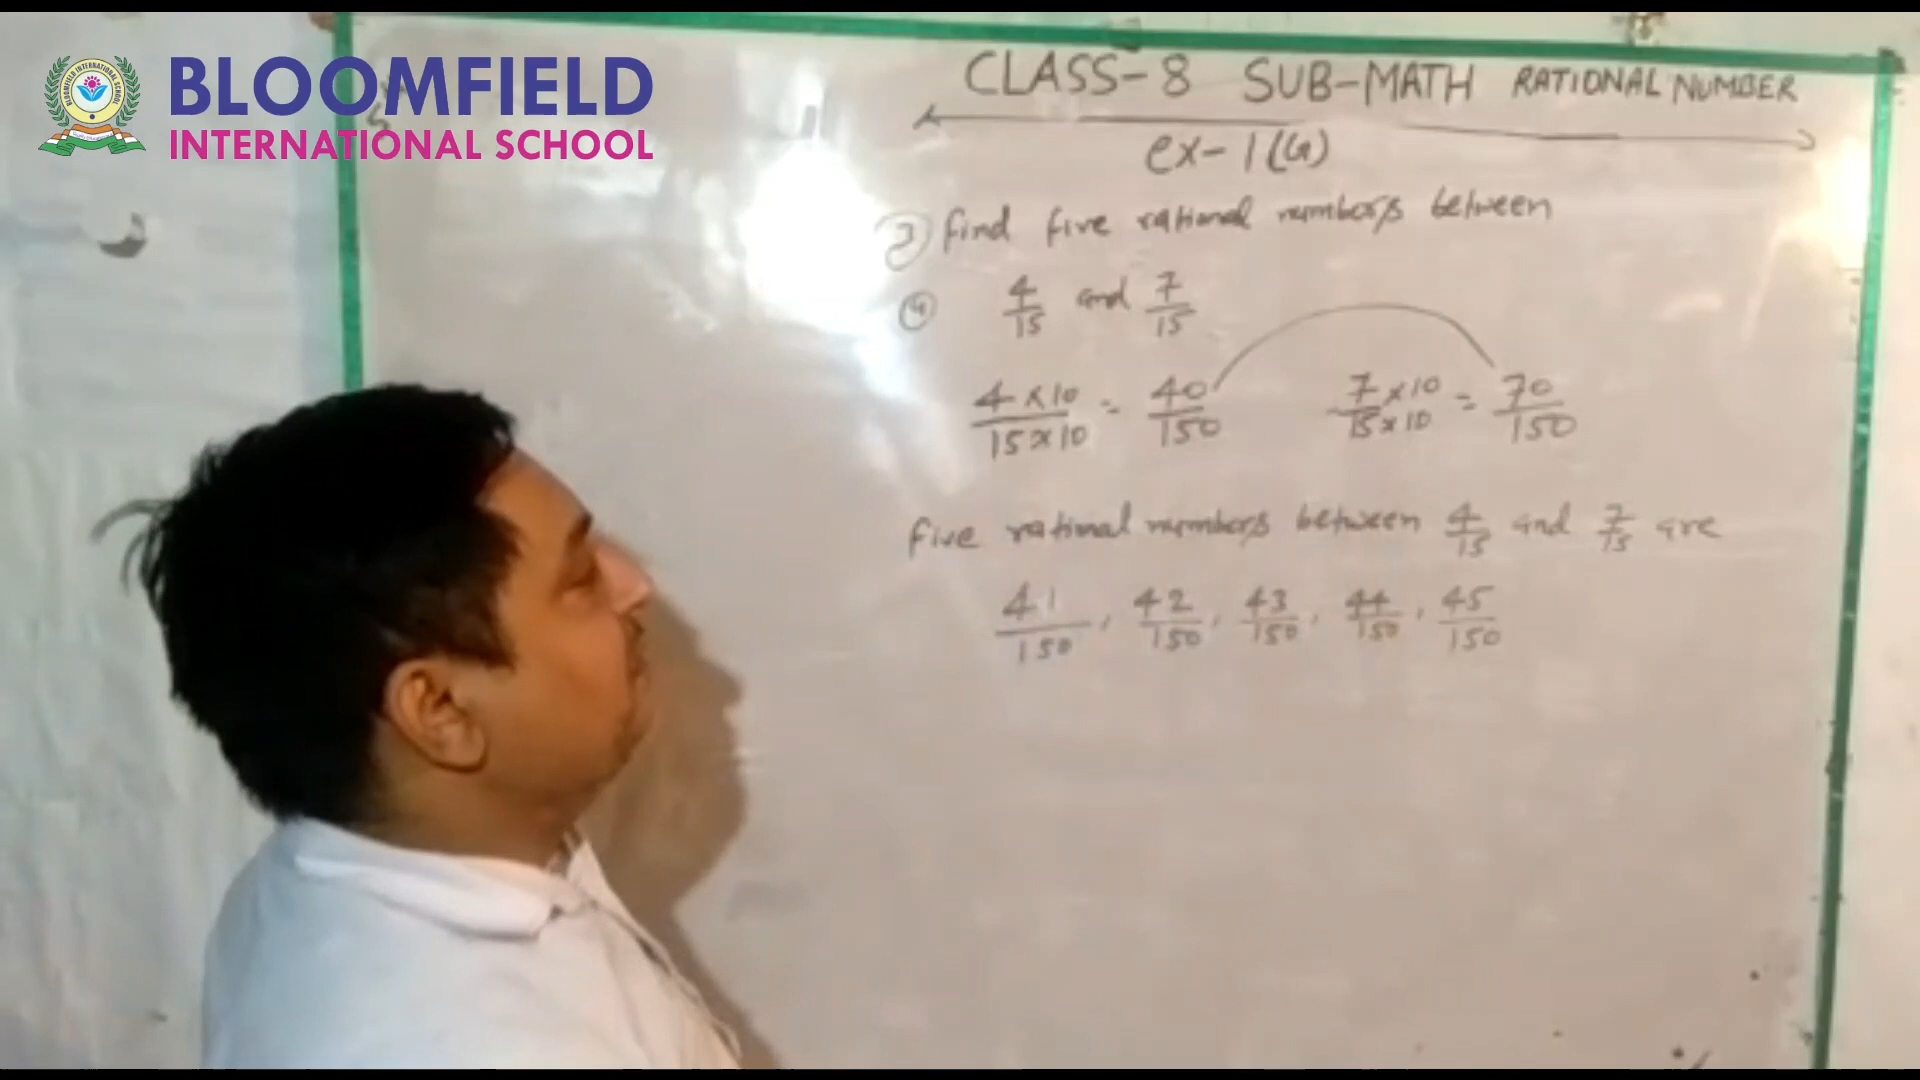 BLOOMFIELD
INTERNATIONAL SCHOOL
CLASS-8 SUB-MATH RATIONAL NUMBER
ex-1(G)
3) Find five rational numbers between
4/15 and 7/15
4×10/15×10 = 40/150 7×10/15×10 = 70/150
Five rational numbers between 4/15 and 7/15 are
41/150, 42/150, 43/150, 44/150, 45/150